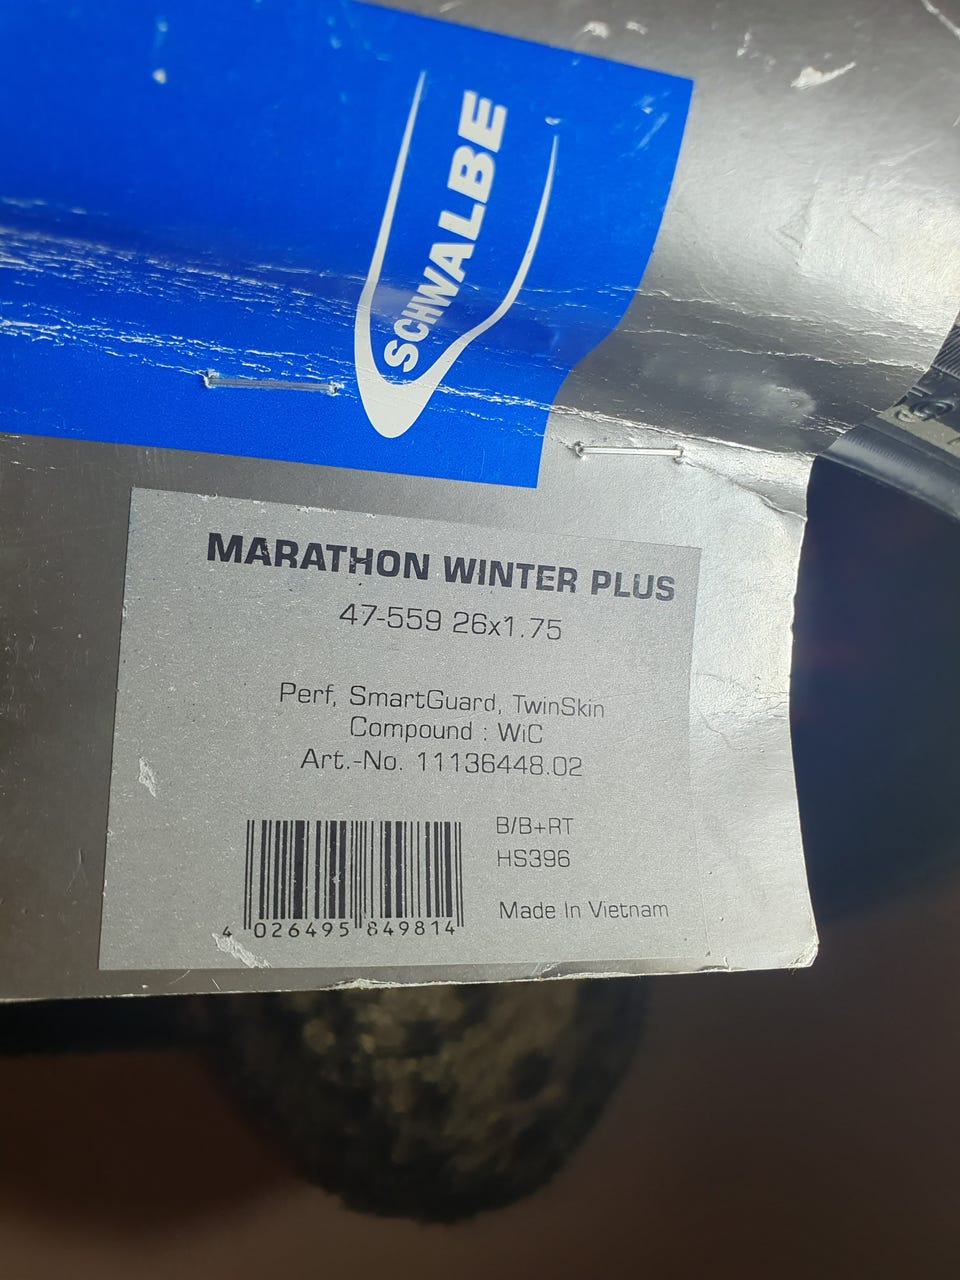 SCHWALBE
MARATHON WINTER PLUS
47-559 26x1.75
Perf, SmartGuard, TwinSkin
Compound : WiC
Art.-No. 11136448.02
B/B+RT
HS396
Made In Vietnam
4 026495 849814